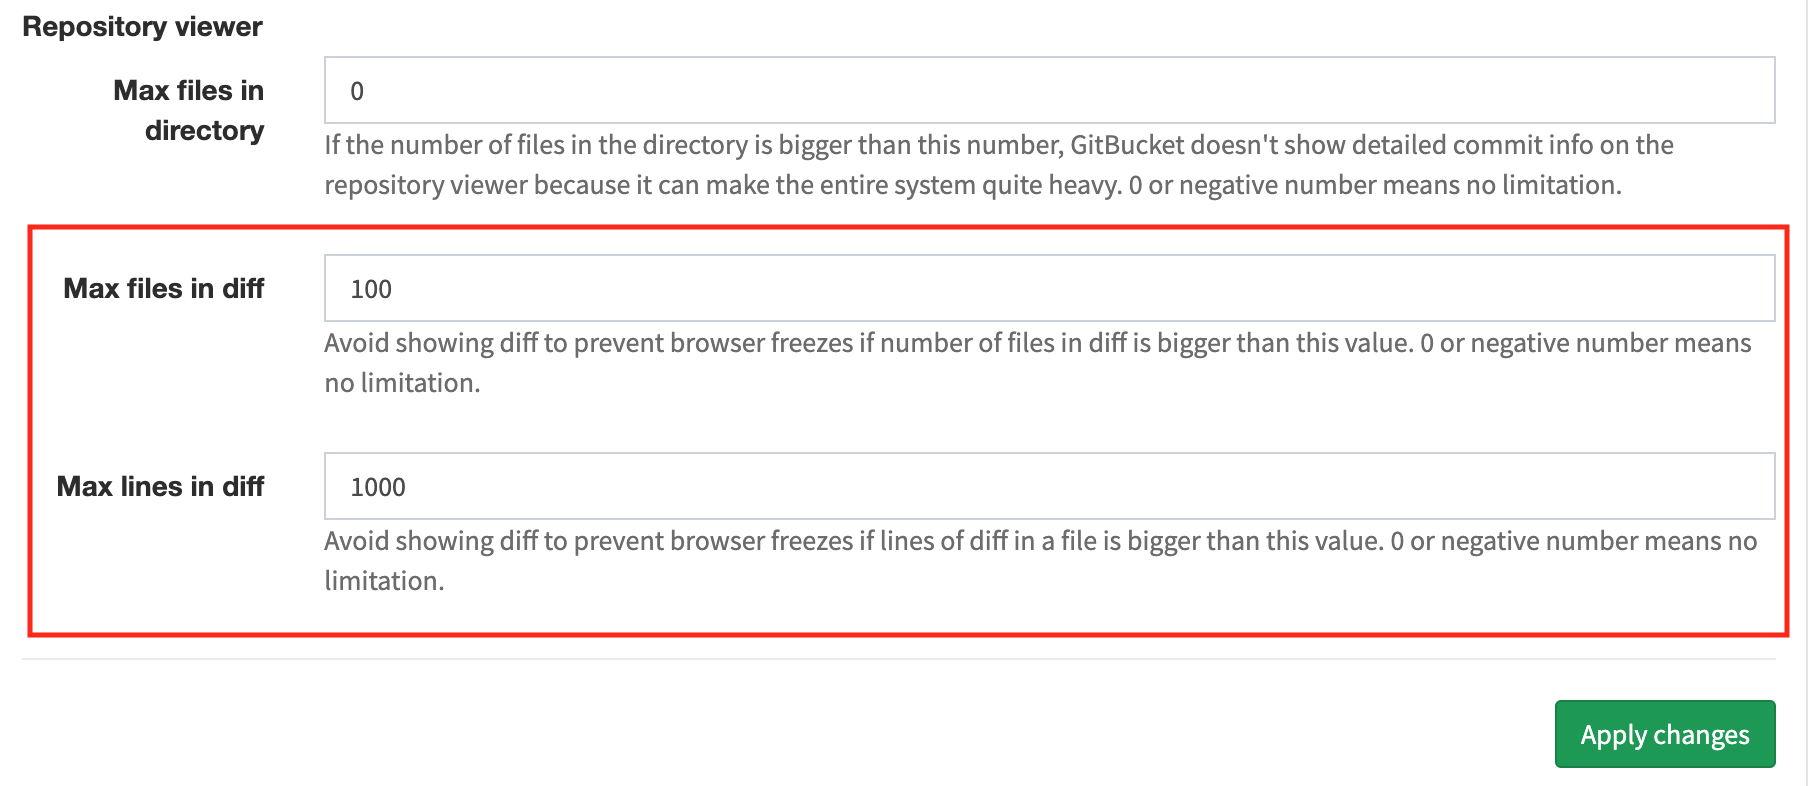 Repository viewer
Max files in
directory
0
If the number of files in the directory is bigger than this number, GitBucket doesn't show detailed commit info on the
repository viewer because it can make the entire system quite heavy. 0 or negative number means no limitation.
Max files in diff
100
Avoid showing diff to prevent browser freezes if number of files in diff is bigger than this value. 0 or negative number means
no limitation.
Max lines in diff
1000
Avoid showing diff to prevent browser freezes if lines of diff in a file is bigger than this value. 0 or negative number means no
limitation.
Apply changes